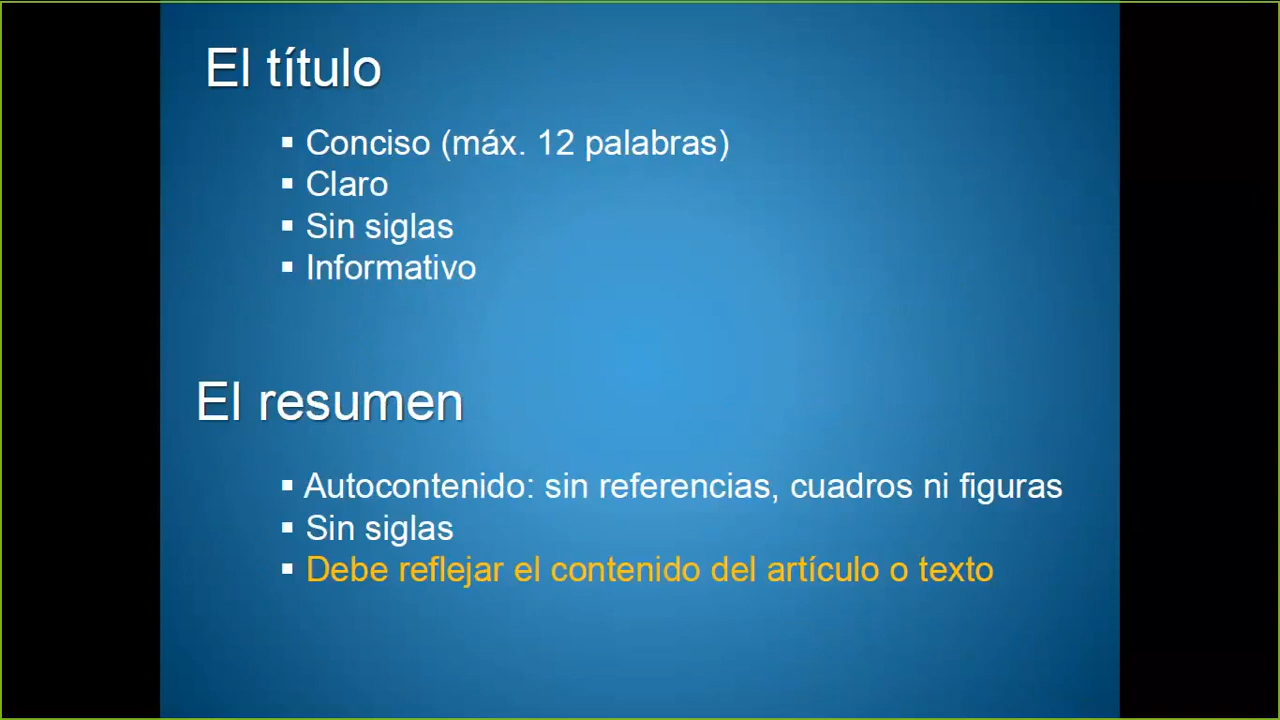 El título
▪ Conciso (máx. 12 palabras)
▪ Claro
▪ Sin siglas
▪ Informativo
El resumen
▪ Autocontenido: sin referencias, cuadros ni figuras
▪ Sin siglas
▪ Debe reflejar el contenido del artículo o texto